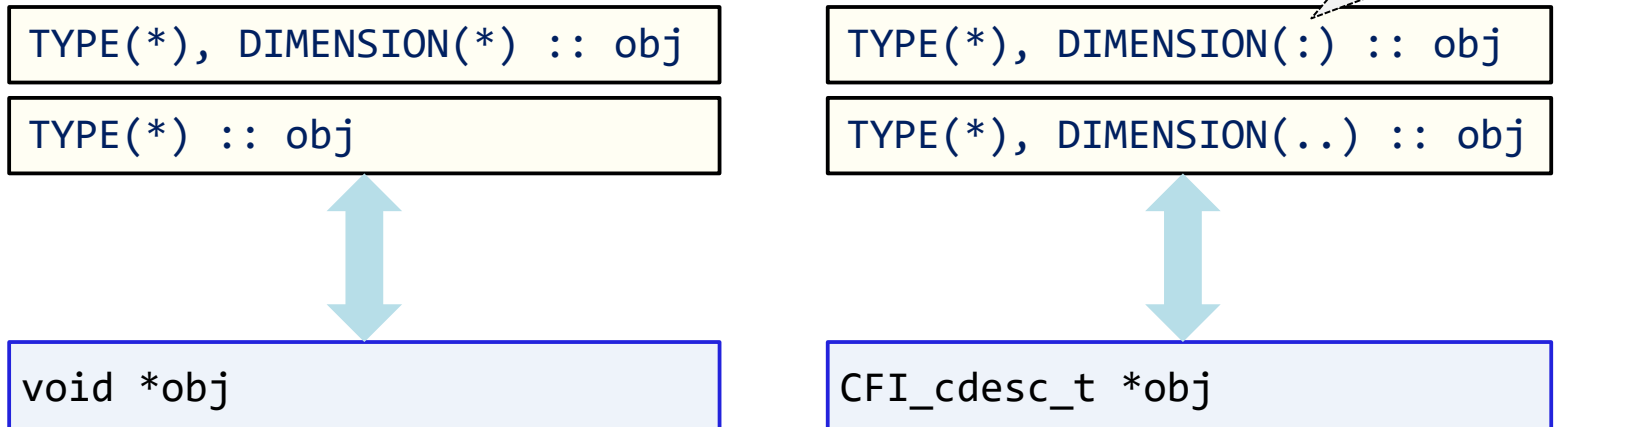 TYPE(*), DIMENSION(*) :: obj
TYPE(*) :: obj
void *obj
TYPE(*), DIMENSION(:) :: obj
TYPE(*), DIMENSION(..) :: obj
CFI_cdesc_t *obj